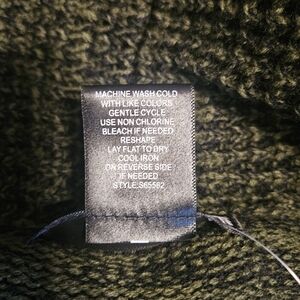 MACHINE WASH COLD
WITH LIKE COLORS
GENTLE CYCLE
USE NON CHLORINE
BLEACH IF NEEDED
RESHAPE
LAY FLAT TO DRY
COOL IRON
ON REVERSE SIDE
IF NEEDED
STYLE:S65562